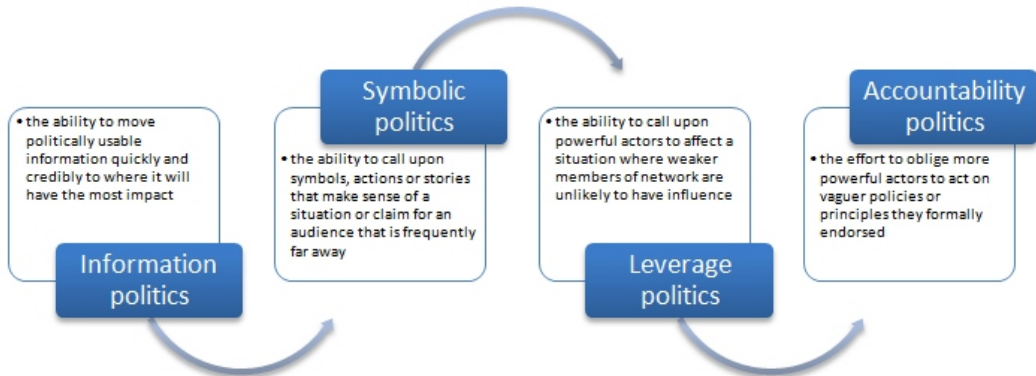 • the ability to move
politically usable
information quickly and
credibly to where it will
have the most impact
Information
politics
Symbolic
politics
• the ability to call upon
symbols, actions or stories
that make sense of a
situation or claim for an
audience that is frequently
far away
• the ability to call upon
powerful actors to affect a
situation where weaker
members of network are
unlikely to have influence
Leverage
politics
Accountability
politics
• the effort to oblige more
powerful actors to act on
vaguer policies or
principles they formally
endorsed